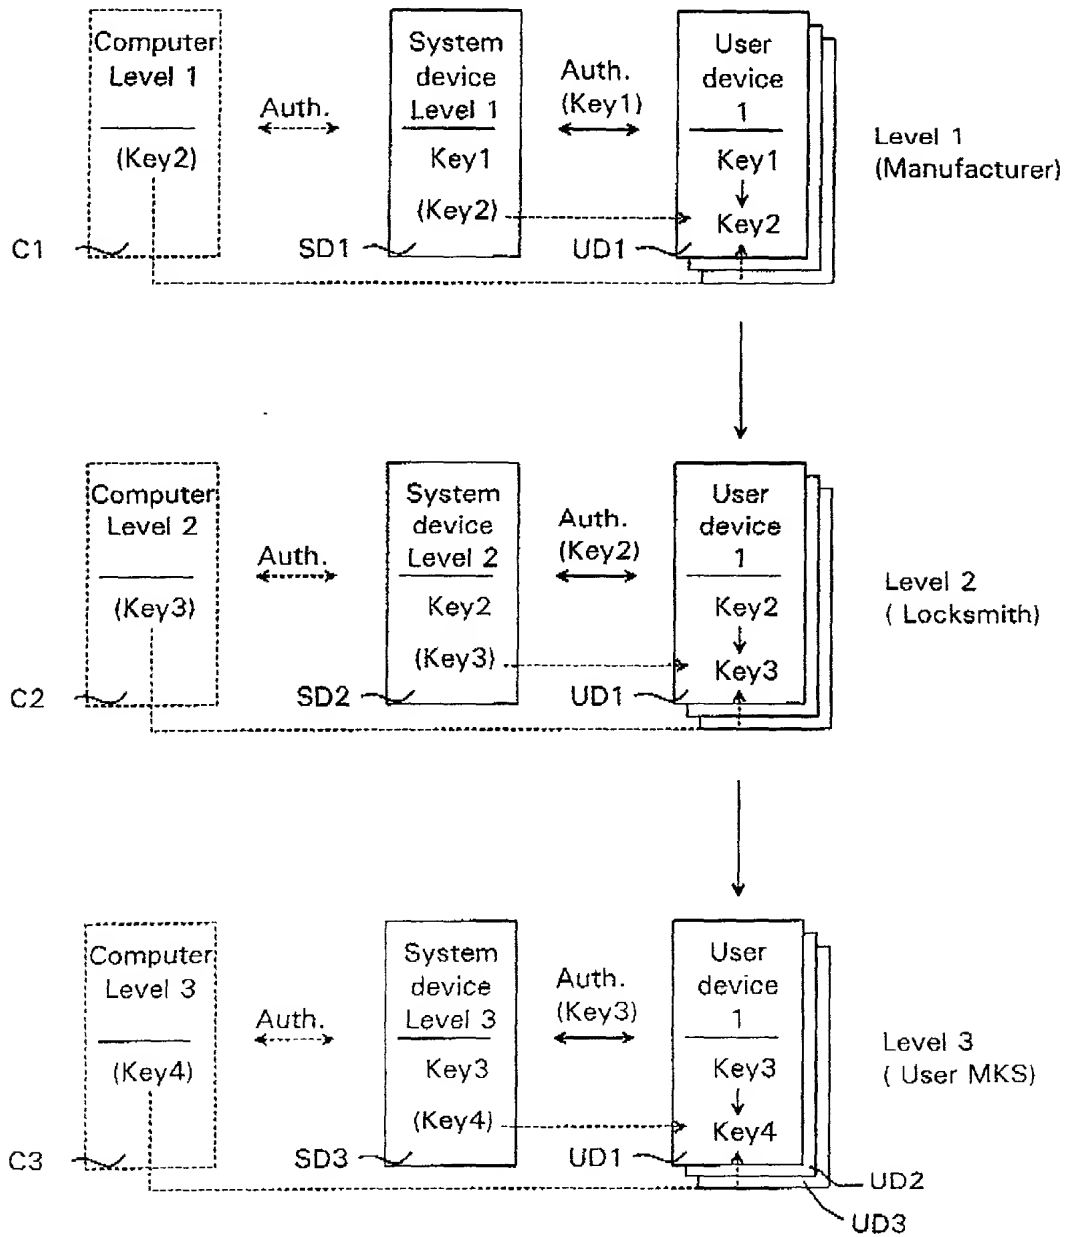 Computer
Level 1
(Key2)
C1
Auth.
System
device
Level 1
Key1
(Key2)
SD1
Auth.
(Key1)
User
device
1
Key1
Key2
UD1
Level 1
(Manufacturer)
Computer
Level 2
(Key3)
C2
Auth.
System
device
Level 2
Key2
(Key3)
SD2
Auth.
(Key2)
User
device
1
Key2
Key3
UD1
Level 2
( Locksmith)
Computer
Level 3
(Key4)
C3
Auth.
System
device
Level 3
Key3
(Key4)
SD3
Auth.
(Key3)
User
device
1
Key3
Key4
UD1
UD2
UD3
Level 3
( User MKS)